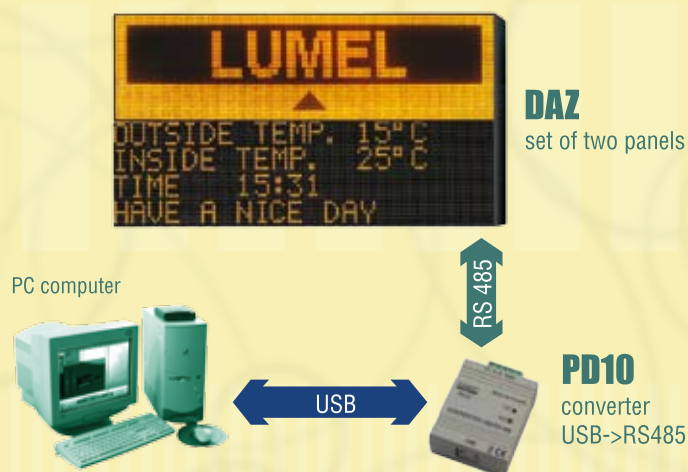 LUMEL
OUTSIDE TEMP. 15°C
INSIDE TEMP. 25°C
TIME 15:31
HAVE A NICE DAY
DAZ
set of two panels
RS 485
PC computer
USB
PD10
converter
USB->RS485